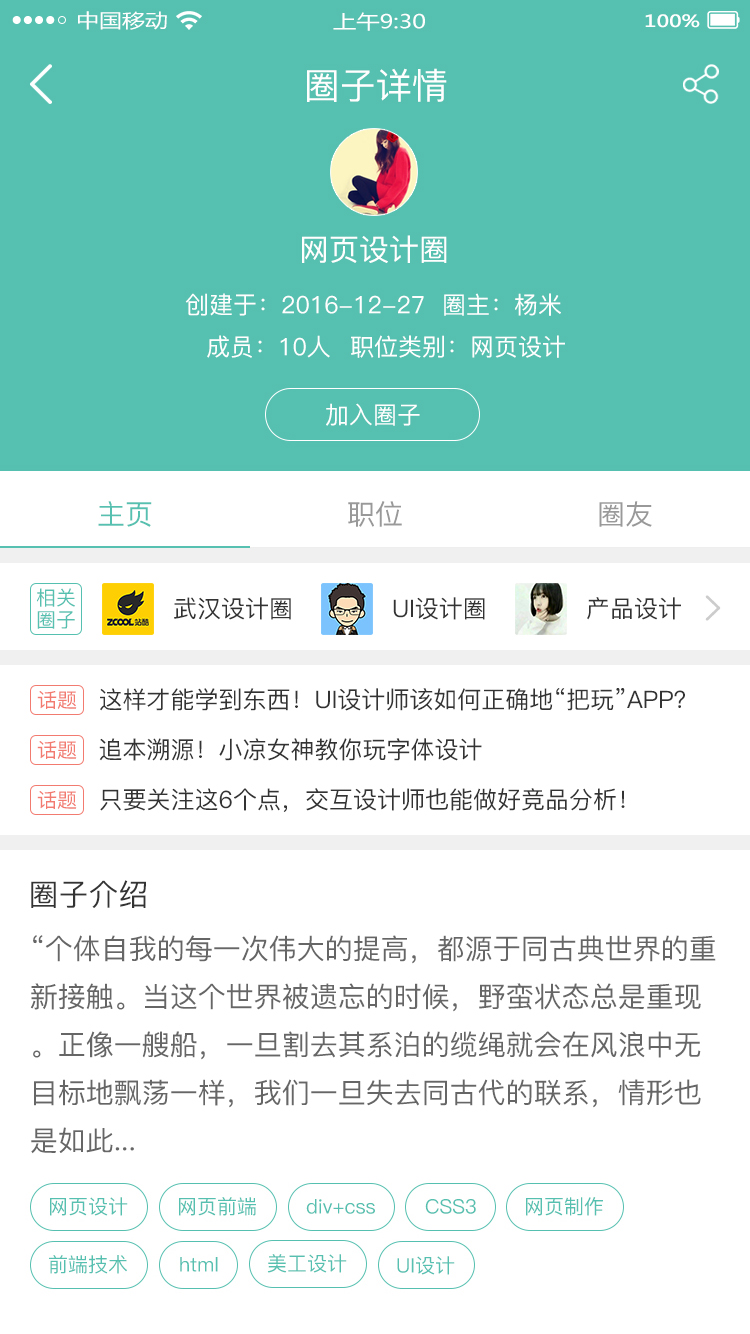 中国移动 上午9:30 100%
圈子详情
网页设计圈
创建于：2016-12-27 圈主：杨米
成员：10人 职位类别：网页设计
加入圈子
主页 职位 圈友
相关圈子 ZCOOL站酷 武汉设计圈 UI设计圈 产品设计
话题 这样才能学到东西！UI设计师该如何正确地“把玩”APP？
话题 追本溯源！小凉女神教你玩字体设计
话题 只要关注这6个点，交互设计师也能做好竞品分析！
圈子介绍
“个体自我的每一次伟大的提高，都源于同古典世界的重
新接触。当这个世界被遗忘的时候，野蛮状态总是重现
。正像一艘船，一旦割去其系泊的缆绳就会在风浪中无
目标地飘荡一样，我们一旦失去同古代的联系，情形也
是如此...
网页设计 网页前端 div+css CSS3 网页制作
前端技术 html 美工设计 UI设计